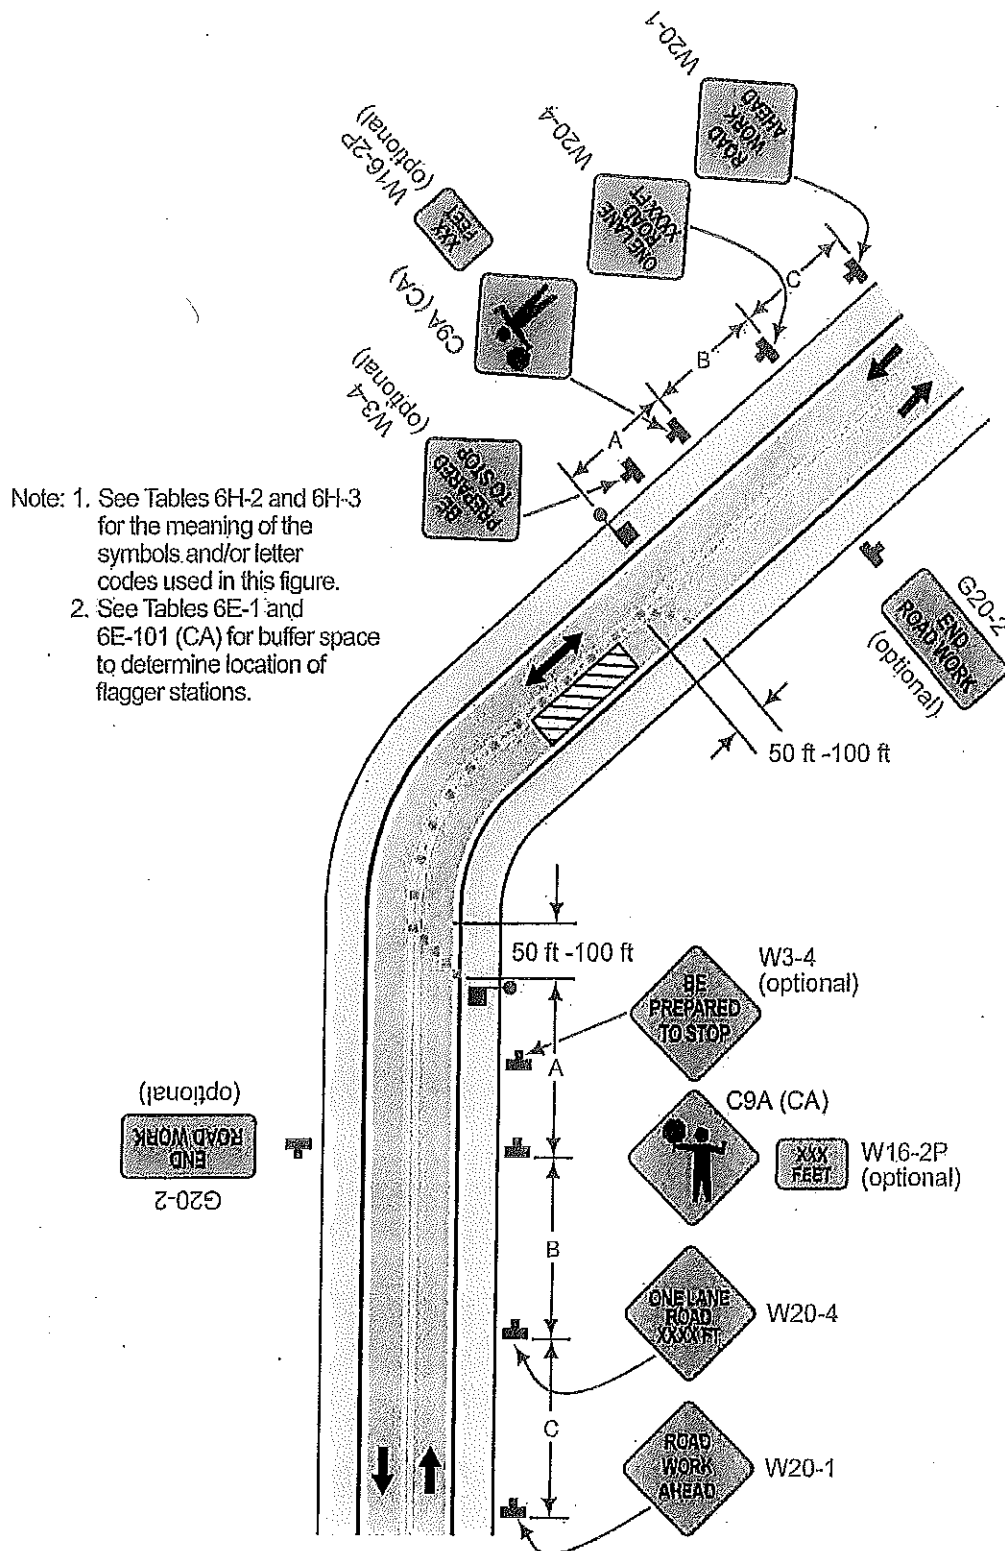 W20-1
ROAD
WORK
AHEAD
W20-4
ONE LANE
ROAD
XXXX FT
W16-2P
(optional)
XXX
FEET
C9A (CA)
W3-4
(optional)
BE
PREPARED
TO STOP
C
B
A
Note: 1. See Tables 6H-2 and 6H-3
for the meaning of the
symbols and/or letter
codes used in this figure.
2. See Tables 6E-1 and
6E-101 (CA) for buffer space
to determine location of
flagger stations.
G20-2
END
ROAD WORK
(optional)
50 ft -100 ft
50 ft -100 ft
W3-4
(optional)
BE
PREPARED
TO STOP
A
C9A (CA)
XXX
FEET
W16-2P
(optional)
(optional)
END
ROAD WORK
G20-2
B
ONE LANE
ROAD
XXXX FT
W20-4
C
ROAD
WORK
AHEAD
W20-1